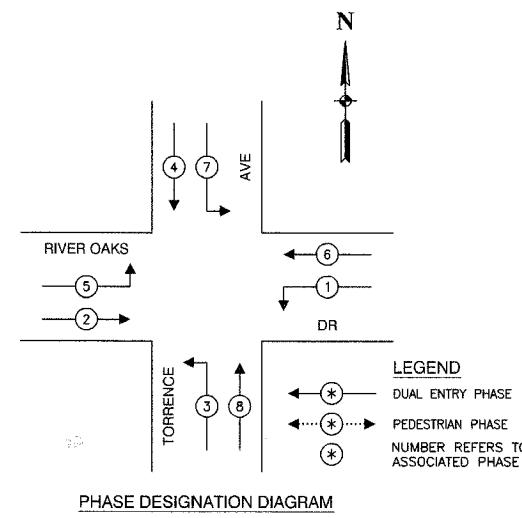 N
4
7
AVE
RIVER OAKS
6
5
1
2
DR
TORRENCE
3
8
LEGEND
* DUAL ENTRY PHASE
* PEDESTRIAN PHASE
* NUMBER REFERS TO
ASSOCIATED PHASE
PHASE DESIGNATION DIAGRAM